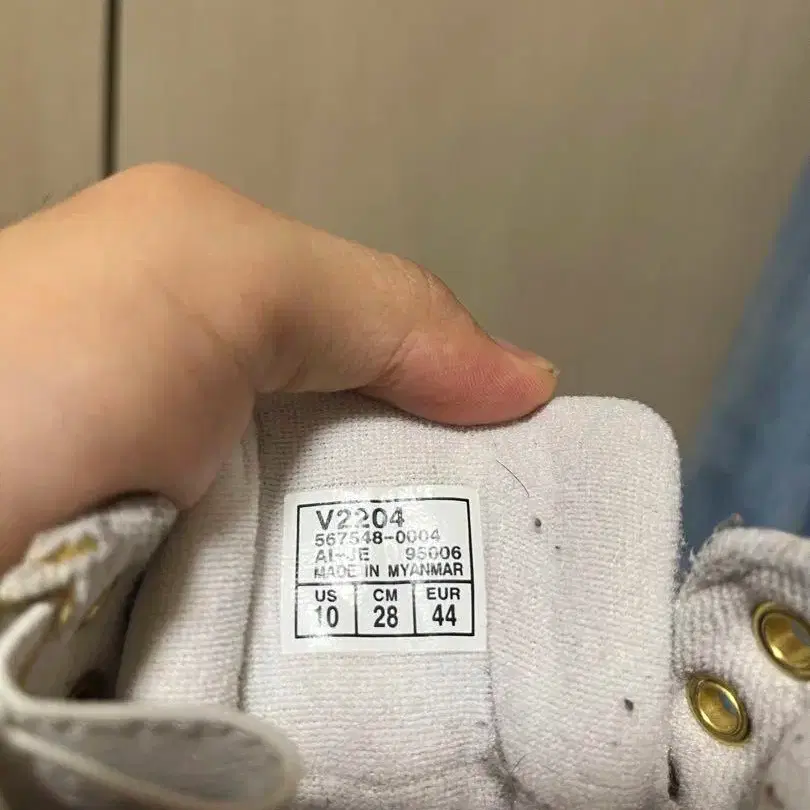 V2204
567548-0004
AI-JE 95006
MADE IN MYANMAR
US CM EUR
10 28 44